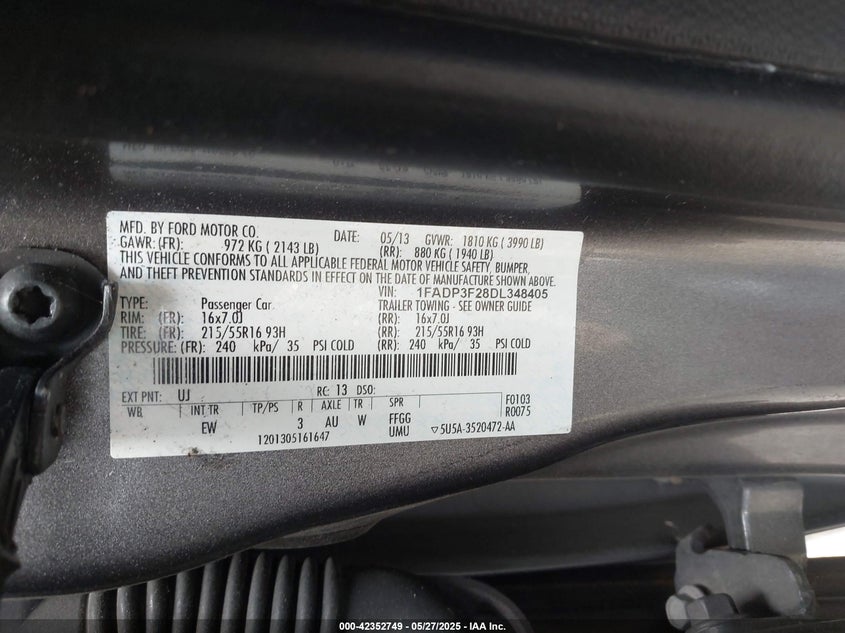 MFD. BY FORD MOTOR CO. DATE: 05/13 GVWR: 1810 KG ( 3990 LB)
GAWR: (FR): 972 KG ( 2143 LB) (RR): 880 KG ( 1940 LB)
THIS VEHICLE CONFORMS TO ALL APPLICABLE FEDERAL MOTOR VEHICLE SAFETY, BUMPER,
AND THEFT PREVENTION STANDARDS IN EFFECT ON THE DATE OF MANUFACTURE SHOWN ABOVE.
VIN: 1FADP3F28DL348405
TYPE: Passenger Car. TRAILER TOWING - SEE OWNER GUIDE
RIM: (FR): 16x7.0J (RR): 16x7.0J
TIRE: (FR): 215/55R16 93H (RR): 215/55R16 93H
PRESSURE: (FR): 240 kPa/ 35 PSI COLD (RR): 240 kPa/ 35 PSI COLD
EXT PNT: UJ RC: 13 DSO: F0103
WB INT TR TP/PS R AXLE TR SPR R0075
EW 3 AU W FFGG
1201305161647 UMU ▽5U5A-3520472-AA
000-42352749 - 05/27/2025 - IAA Inc.